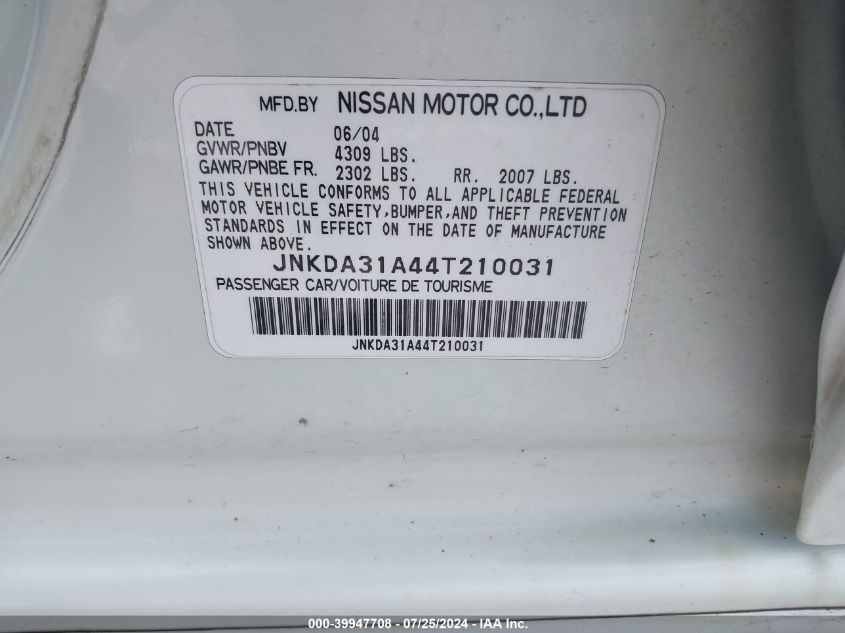 MFD.BY NISSAN MOTOR CO.,LTD
DATE 06/04
GVWR/PNBV 4309 LBS.
GAWR/PNBE FR. 2302 LBS. RR. 2007 LBS.
THIS VEHICLE CONFORMS TO ALL APPLICABLE FEDERAL
MOTOR VEHICLE SAFETY,BUMPER,AND THEFT PREVENTION
STANDARDS IN EFFECT ON THE DATE OF MANUFACTURE
SHOWN ABOVE.
JNKDA31A44T210031
PASSENGER CAR/VOITURE DE TOURISME
JNKDA31A44T210031
000-39947708 - 07/25/2024 - IAA Inc.